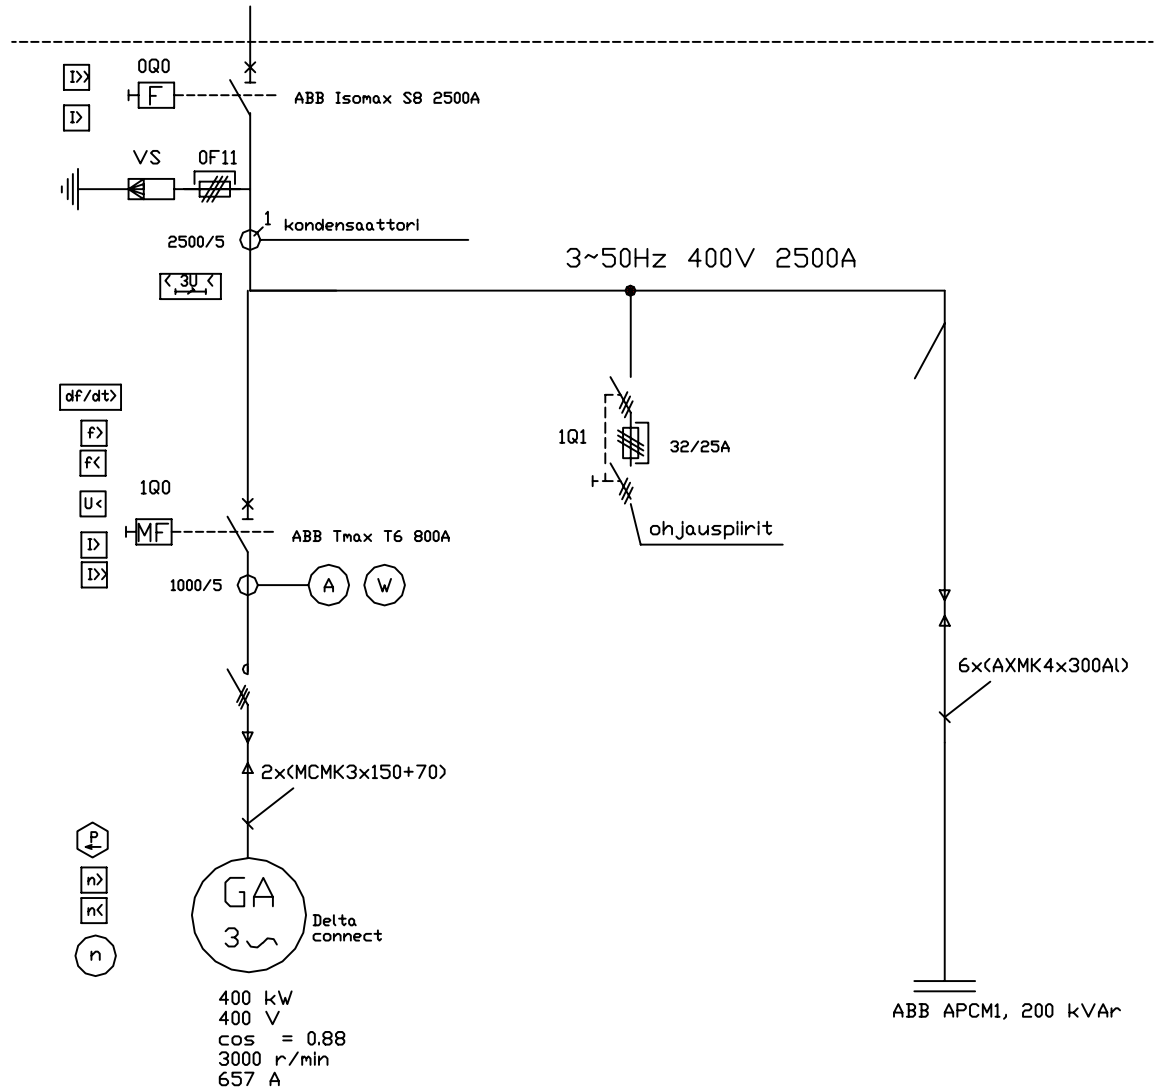 I>>
0Q0
F
ABB Isomax S8 2500A
I>
VS
0F11
1
kondensaattori
2500/5
3~50Hz 400V 2500A
< 3U <
df/dt>
f>
f<
1Q1
32/25A
1Q0
U<
MF
ABB Tmax T6 800A
ohjauspiirit
I>
I>>
1000/5
A
W
6x(AXMK4x300Al)
2x(MCMK3x150+70)
P
n>
n<
GA
3
Delta
connect
n
400 kW
400 V
cos = 0.88
3000 r/min
657 A
ABB APCM1, 200 kVAr